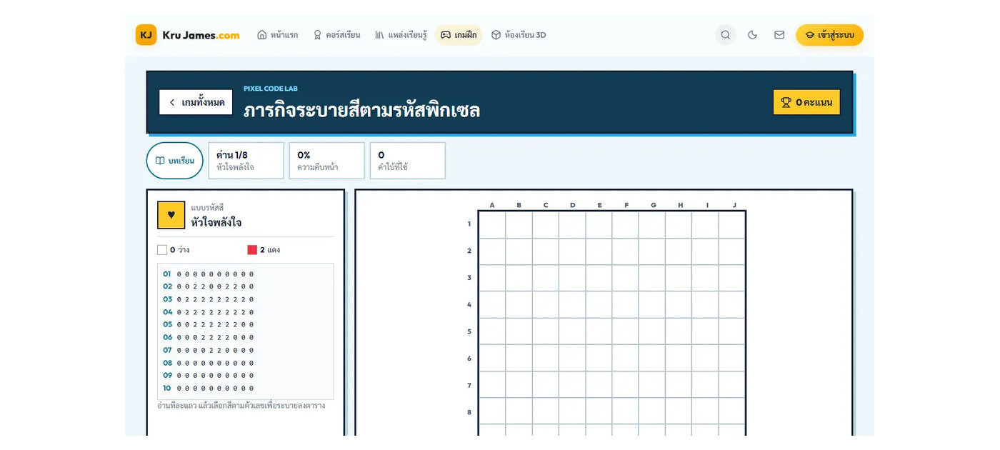 KJ Kru James.com หน้าแรก คอร์สเรียน แหล่งเรียนรู้ เกมฝึก ห้องเรียน 3D เข้าสู่ระบบ
PIXEL CODE LAB
เกมทั้งหมด
ภารกิจระบายสีตามรหัสพิกเซล
0 คะแนน
บทเรียน
ด่าน 1/8
หัวใจพลังใจ
0%
ความคืบหน้า
0
คำใบ้ที่ใช้
แบบรหัสสี
หัวใจพลังใจ
0 ว่าง 2 แดง
01 0 0 0 0 0 0 0 0 0 0
02 0 0 2 2 0 0 2 2 0 0
03 0 2 2 2 2 2 2 2 2 0
04 0 2 2 2 2 2 2 2 2 0
05 0 0 2 2 2 2 2 2 0 0
06 0 0 0 2 2 2 2 0 0 0
07 0 0 0 0 2 2 0 0 0 0
08 0 0 0 0 0 0 0 0 0 0
09 0 0 0 0 0 0 0 0 0 0
10 0 0 0 0 0 0 0 0 0 0
อ่านทีละแถว แล้วเลือกสีตามตัวเลขเพื่อระบายลงตาราง
A B C D E F G H I J
1
2
3
4
5
6
7
8